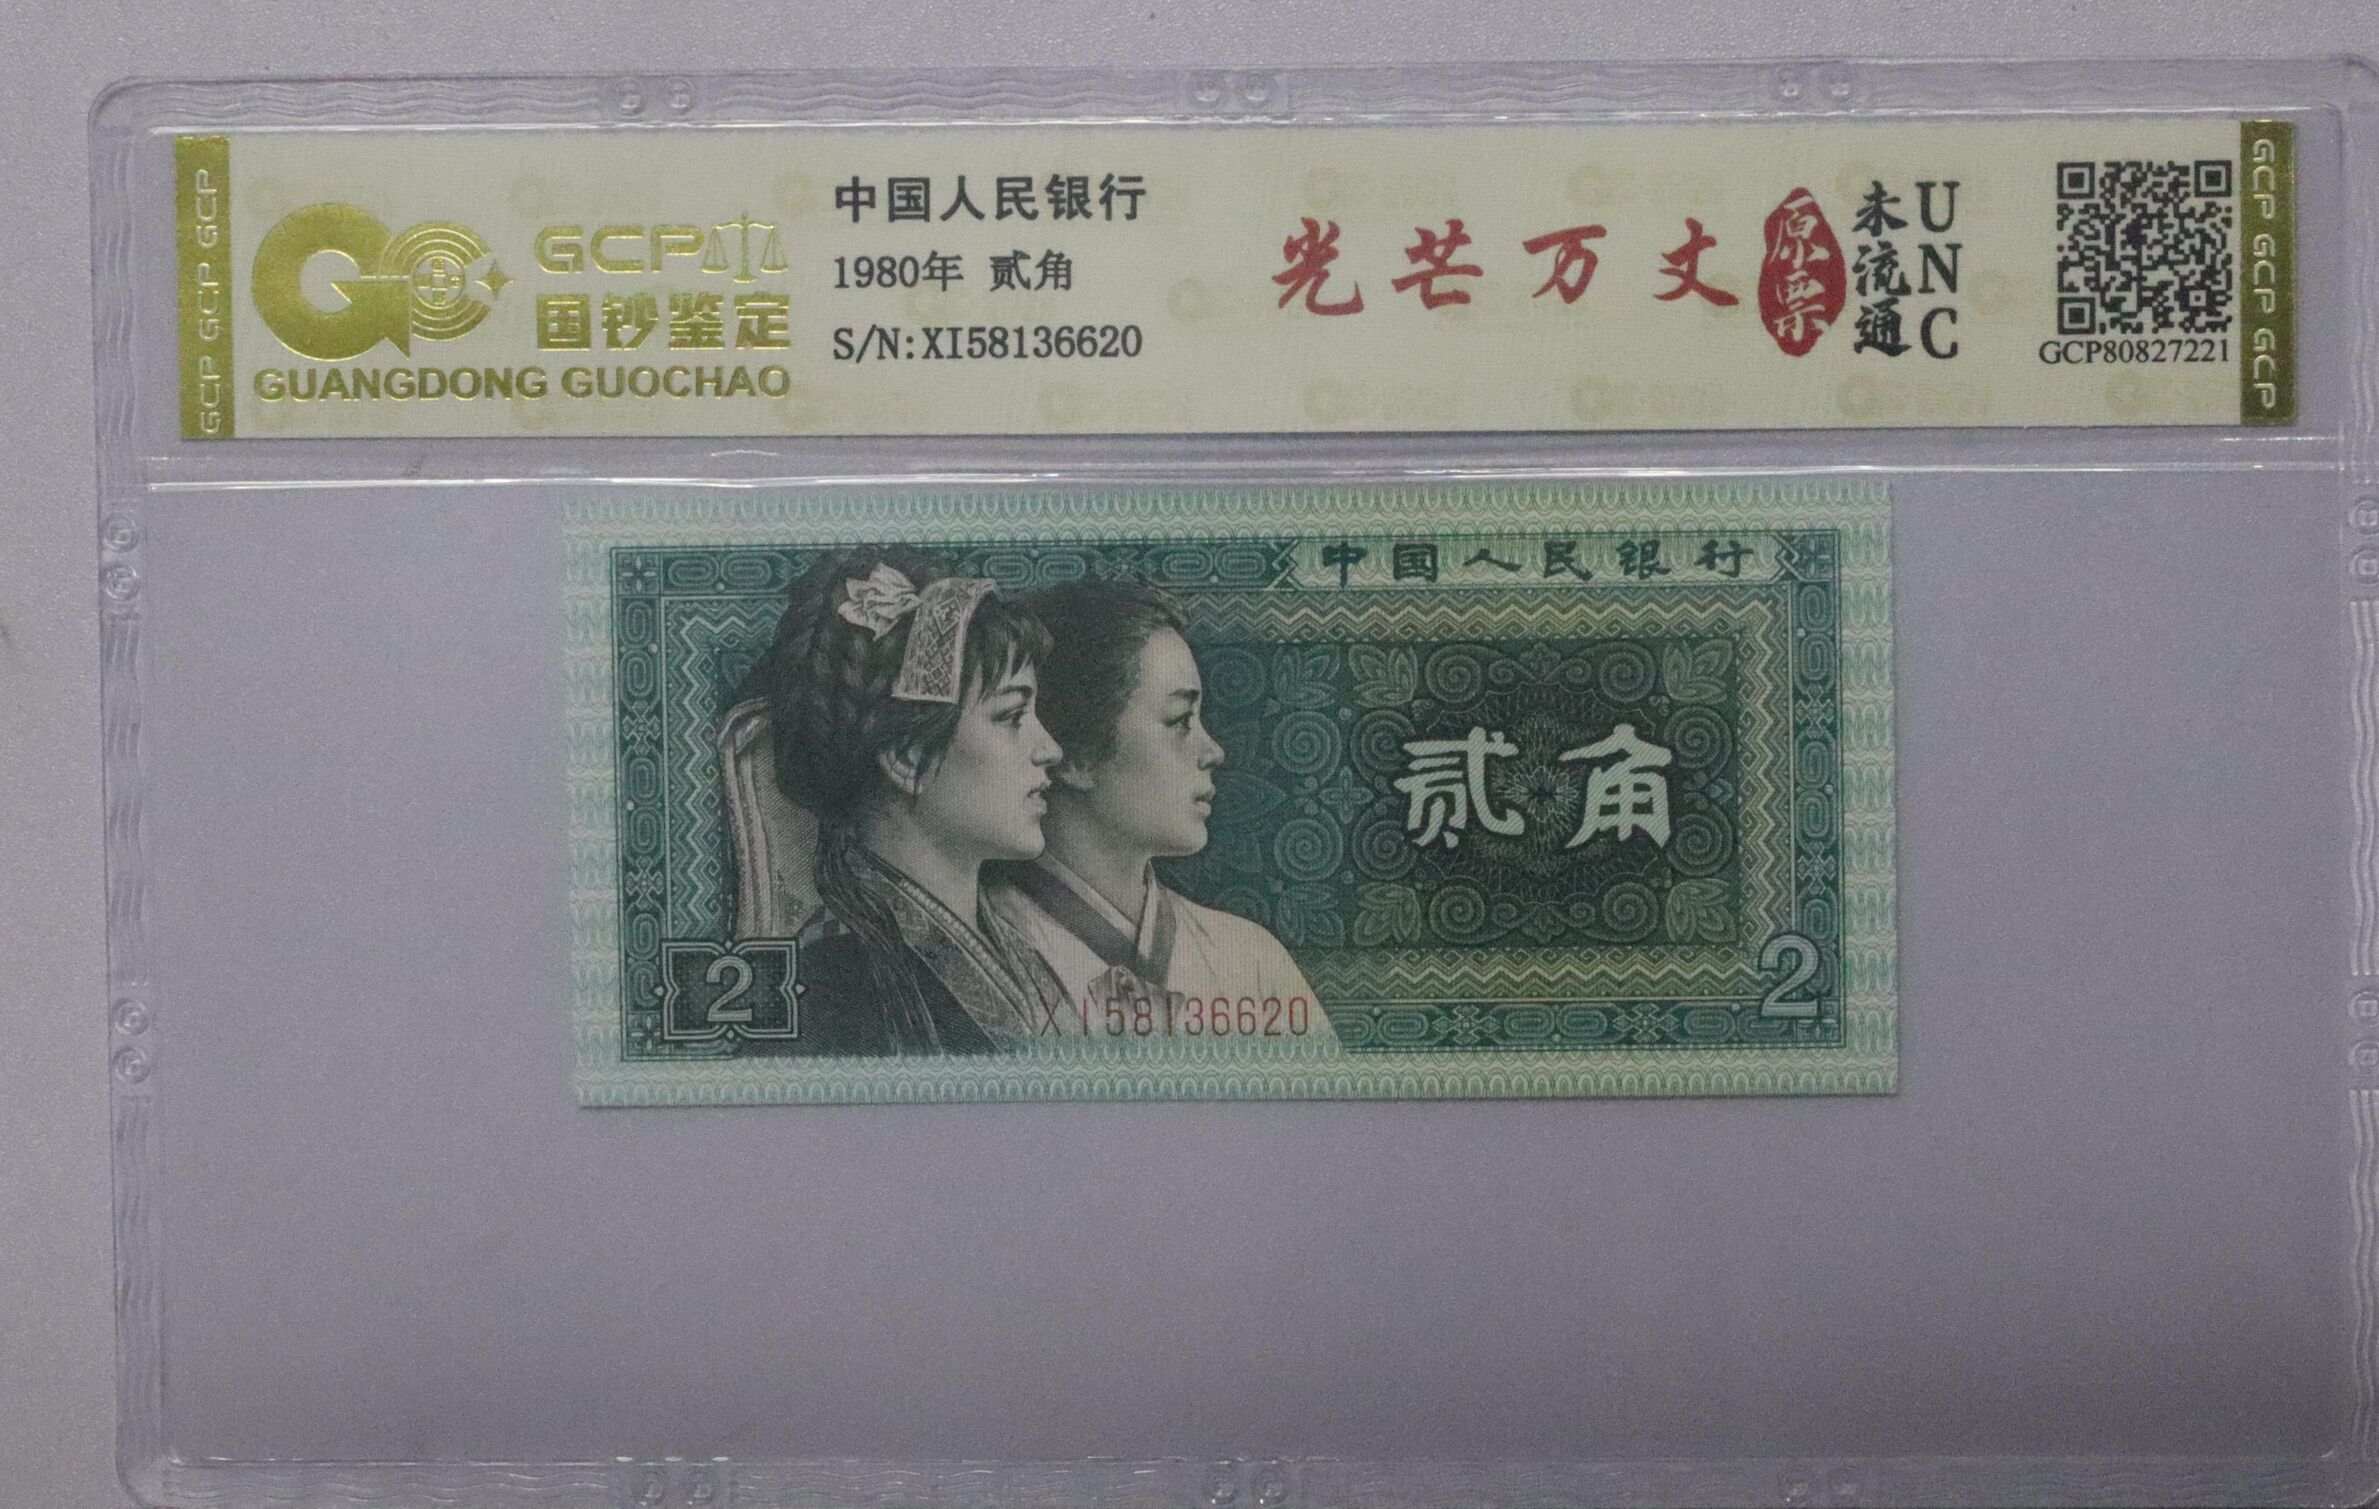 GCP GCP GCP
GCP
国钞鉴定
GUANGDONG GUOCHAO
中国人民银行
1980年 贰角
S/N:XI58136620
光芒万丈
原票
未流通
UNC
GCP80827221
GCP GCP GCP
中国人民银行
贰角
2
2
XI58136620